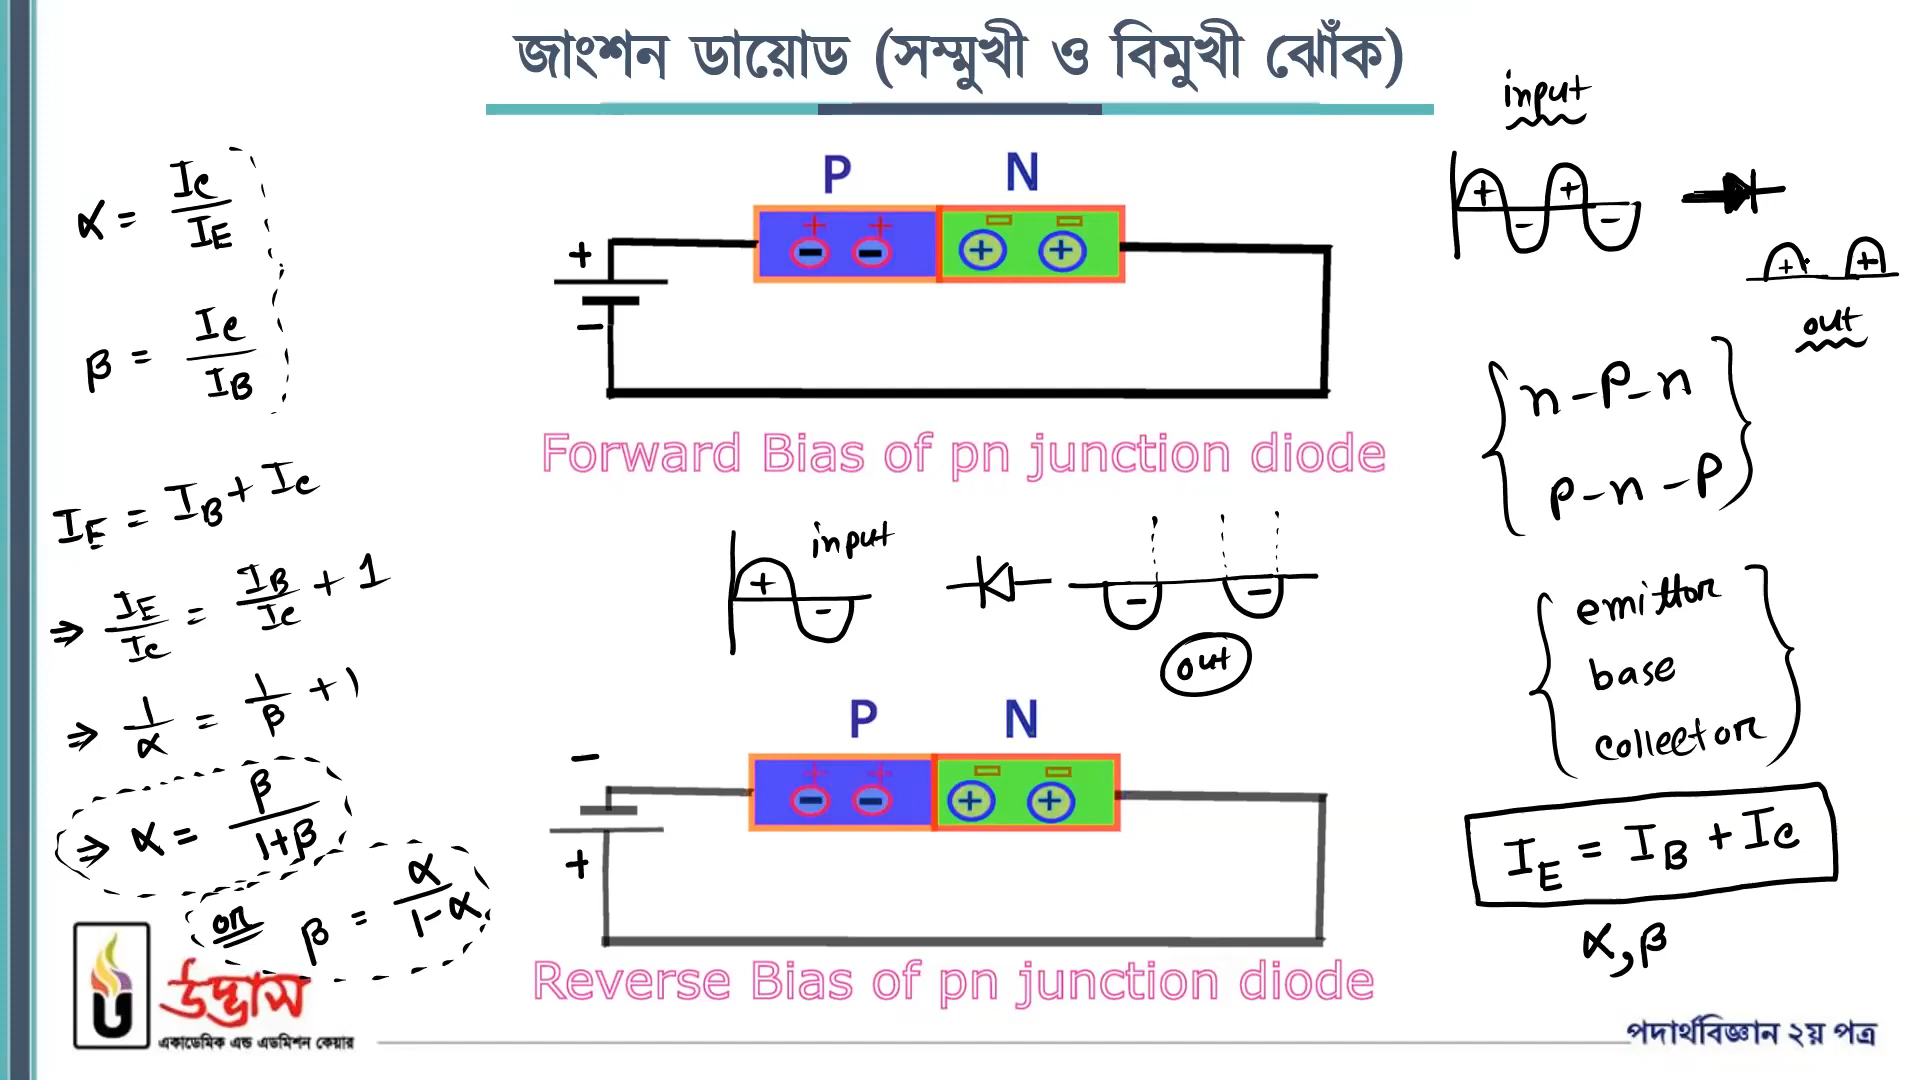 জাংশন ডায়োড (সম্মুখী ও বিমুখী ঝোঁক)
α = IC/IE
β = IC/IB
IE = IB + IC
⇒ IE/IC = IB/IC + 1
⇒ 1/α = 1/β + 1
⇒ α = β/(1+β)
or β = α/(1-α)
P N
+ +
− −
− −
+ +
+
−
Forward Bias of pn junction diode
input
+ −
− −
out
P N
+ +
− −
− −
+ +
−
+
Reverse Bias of pn junction diode
input
+ − + −
+ +
out
n-p-n
p-n-p
emittor
base
collector
IE = IB + IC
α, β
উদ্ভাস
একাডেমিক এন্ড এডমিশন কেয়ার
পদার্থবিজ্ঞান ২য় পত্র